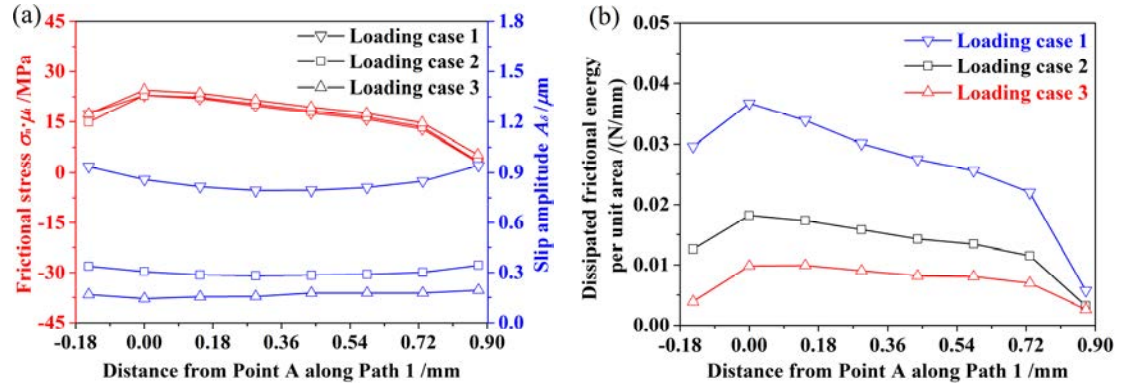 (a)
45
30
15
0
-15
-30
-45
Frictional stress σₙ·μ /MPa
Loading case 1
Loading case 2
Loading case 3
1.8
1.5
1.2
0.9
0.6
0.3
0.0
Slip amplitude Aδ /μm
-0.18 0.00 0.18 0.36 0.54 0.72 0.90
Distance from Point A along Path 1 /mm
(b)
0.05
0.04
0.03
0.02
0.01
0.00
Dissipated frictional energy
per unit area /(N/mm)
Loading case 1
Loading case 2
Loading case 3
-0.18 0.00 0.18 0.36 0.54 0.72 0.90
Distance from Point A along Path 1 /mm